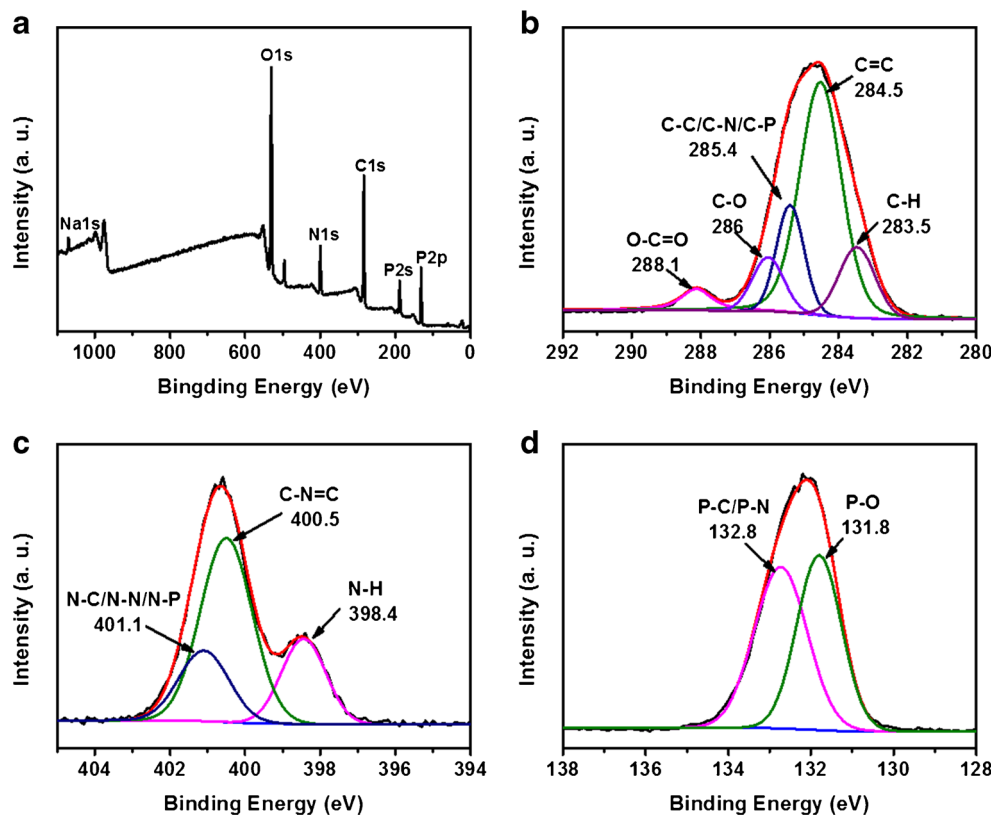 a
O1s
C1s
Na1s
N1s
P2s
P2p
Intensity (a. u.)
1000 800 600 400 200 0
Bingding Energy (eV)
b
C=C
284.5
C-C/C-N/C-P
285.4
C-O
286
C-H
283.5
O-C=O
288.1
Intensity (a. u.)
292 290 288 286 284 282 280
Binding Energy (eV)
c
C-N=C
400.5
N-C/N-N/N-P
401.1
N-H
398.4
Intensity (a. u.)
404 402 400 398 396 394
Binding Energy (eV)
d
P-C/P-N
132.8
P-O
131.8
Intensity (a. u.)
138 136 134 132 130 128
Binding Energy (eV)